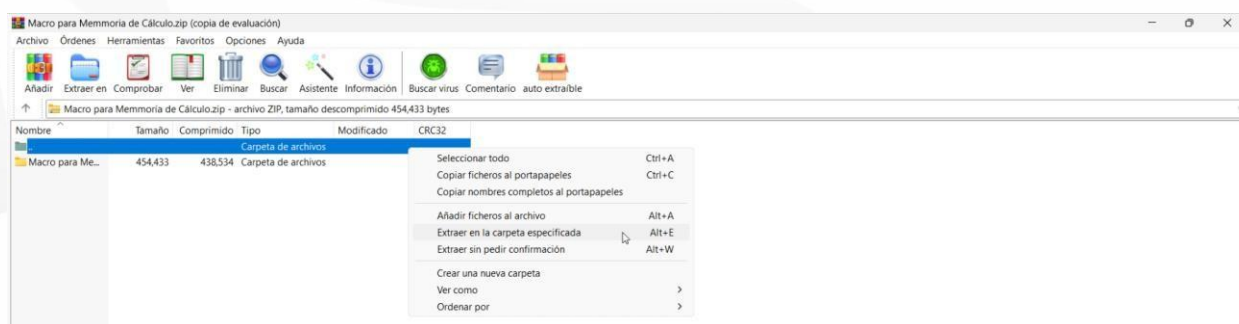 Macro para Memmoria de Cálculo.zip (copia de evaluación)
Archivo Órdenes Herramientas Favoritos Opciones Ayuda
Añadir Extraer en Comprobar Ver Eliminar Buscar Asistente Información Buscar virus Comentario auto extraíble
Macro para Memmoria de Cálculo.zip - archivo ZIP, tamaño descomprimido 454,433 bytes
Nombre Tamaño Comprimido Tipo Modificado CRC32
.. Carpeta de archivos
Macro para Me... 454,433 438,534 Carpeta de archivos
Seleccionar todo Ctrl+A
Copiar ficheros al portapapeles Ctrl+C
Copiar nombres completos al portapapeles
Añadir ficheros al archivo Alt+A
Extraer en la carpeta especificada Alt+E
Extraer sin pedir confirmación Alt+W
Crear una nueva carpeta
Ver como >
Ordenar por >